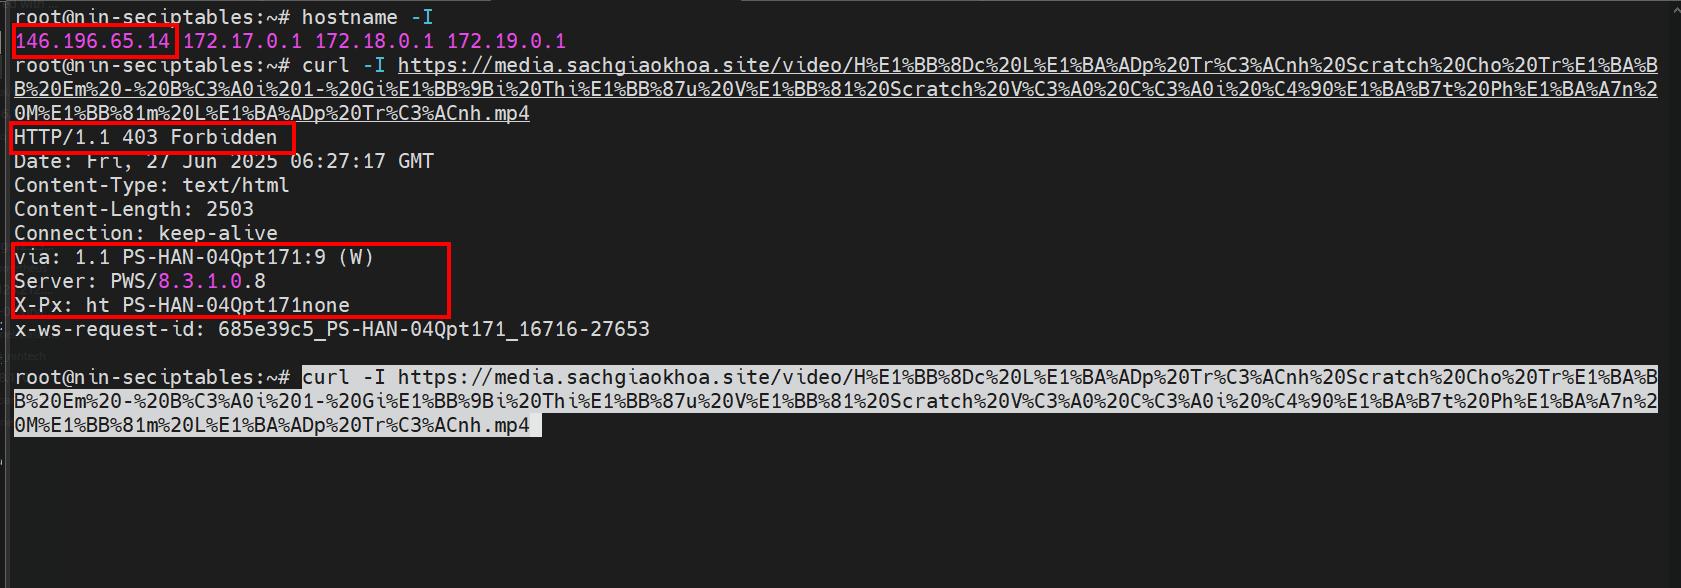 root@nin-seciptables:~# hostname -I
146.196.65.14 172.17.0.1 172.18.0.1 172.19.0.1
root@nin-seciptables:~# curl -I https://media.sachgiaokhoa.site/video/H%E1%BB%8Dc%20L%E1%BA%ADp%20Tr%C3%ACnh%20Scratch%20Cho%20Tr%E1%BA%B
B%20Em%20-%20B%C3%A0i%201-%20Gi%E1%BB%9Bi%20Thi%E1%BB%87u%20V%E1%BB%81%20Scratch%20V%C3%A0%20C%C3%A0i%20%C4%90%E1%BA%B7t%20Ph%E1%BA%A7n%2
0M%E1%BB%81m%20L%E1%BA%ADp%20Tr%C3%ACnh.mp4
HTTP/1.1 403 Forbidden
Date: Fri, 27 Jun 2025 06:27:17 GMT
Content-Type: text/html
Content-Length: 2503
Connection: keep-alive
via: 1.1 PS-HAN-04Qpt171:9 (W)
Server: PWS/8.3.1.0.8
X-Px: ht PS-HAN-04Qpt171none
x-ws-request-id: 685e39c5_PS-HAN-04Qpt171_16716-27653
root@nin-seciptables:~# curl -I https://media.sachgiaokhoa.site/video/H%E1%BB%8Dc%20L%E1%BA%ADp%20Tr%C3%ACnh%20Scratch%20Cho%20Tr%E1%BA%B
B%20Em%20-%20B%C3%A0i%201-%20Gi%E1%BB%9Bi%20Thi%E1%BB%87u%20V%E1%BB%81%20Scratch%20V%C3%A0%20C%C3%A0i%20%C4%90%E1%BA%B7t%20Ph%E1%BA%A7n%2
0M%E1%BB%81m%20L%E1%BA%ADp%20Tr%C3%ACnh.mp4